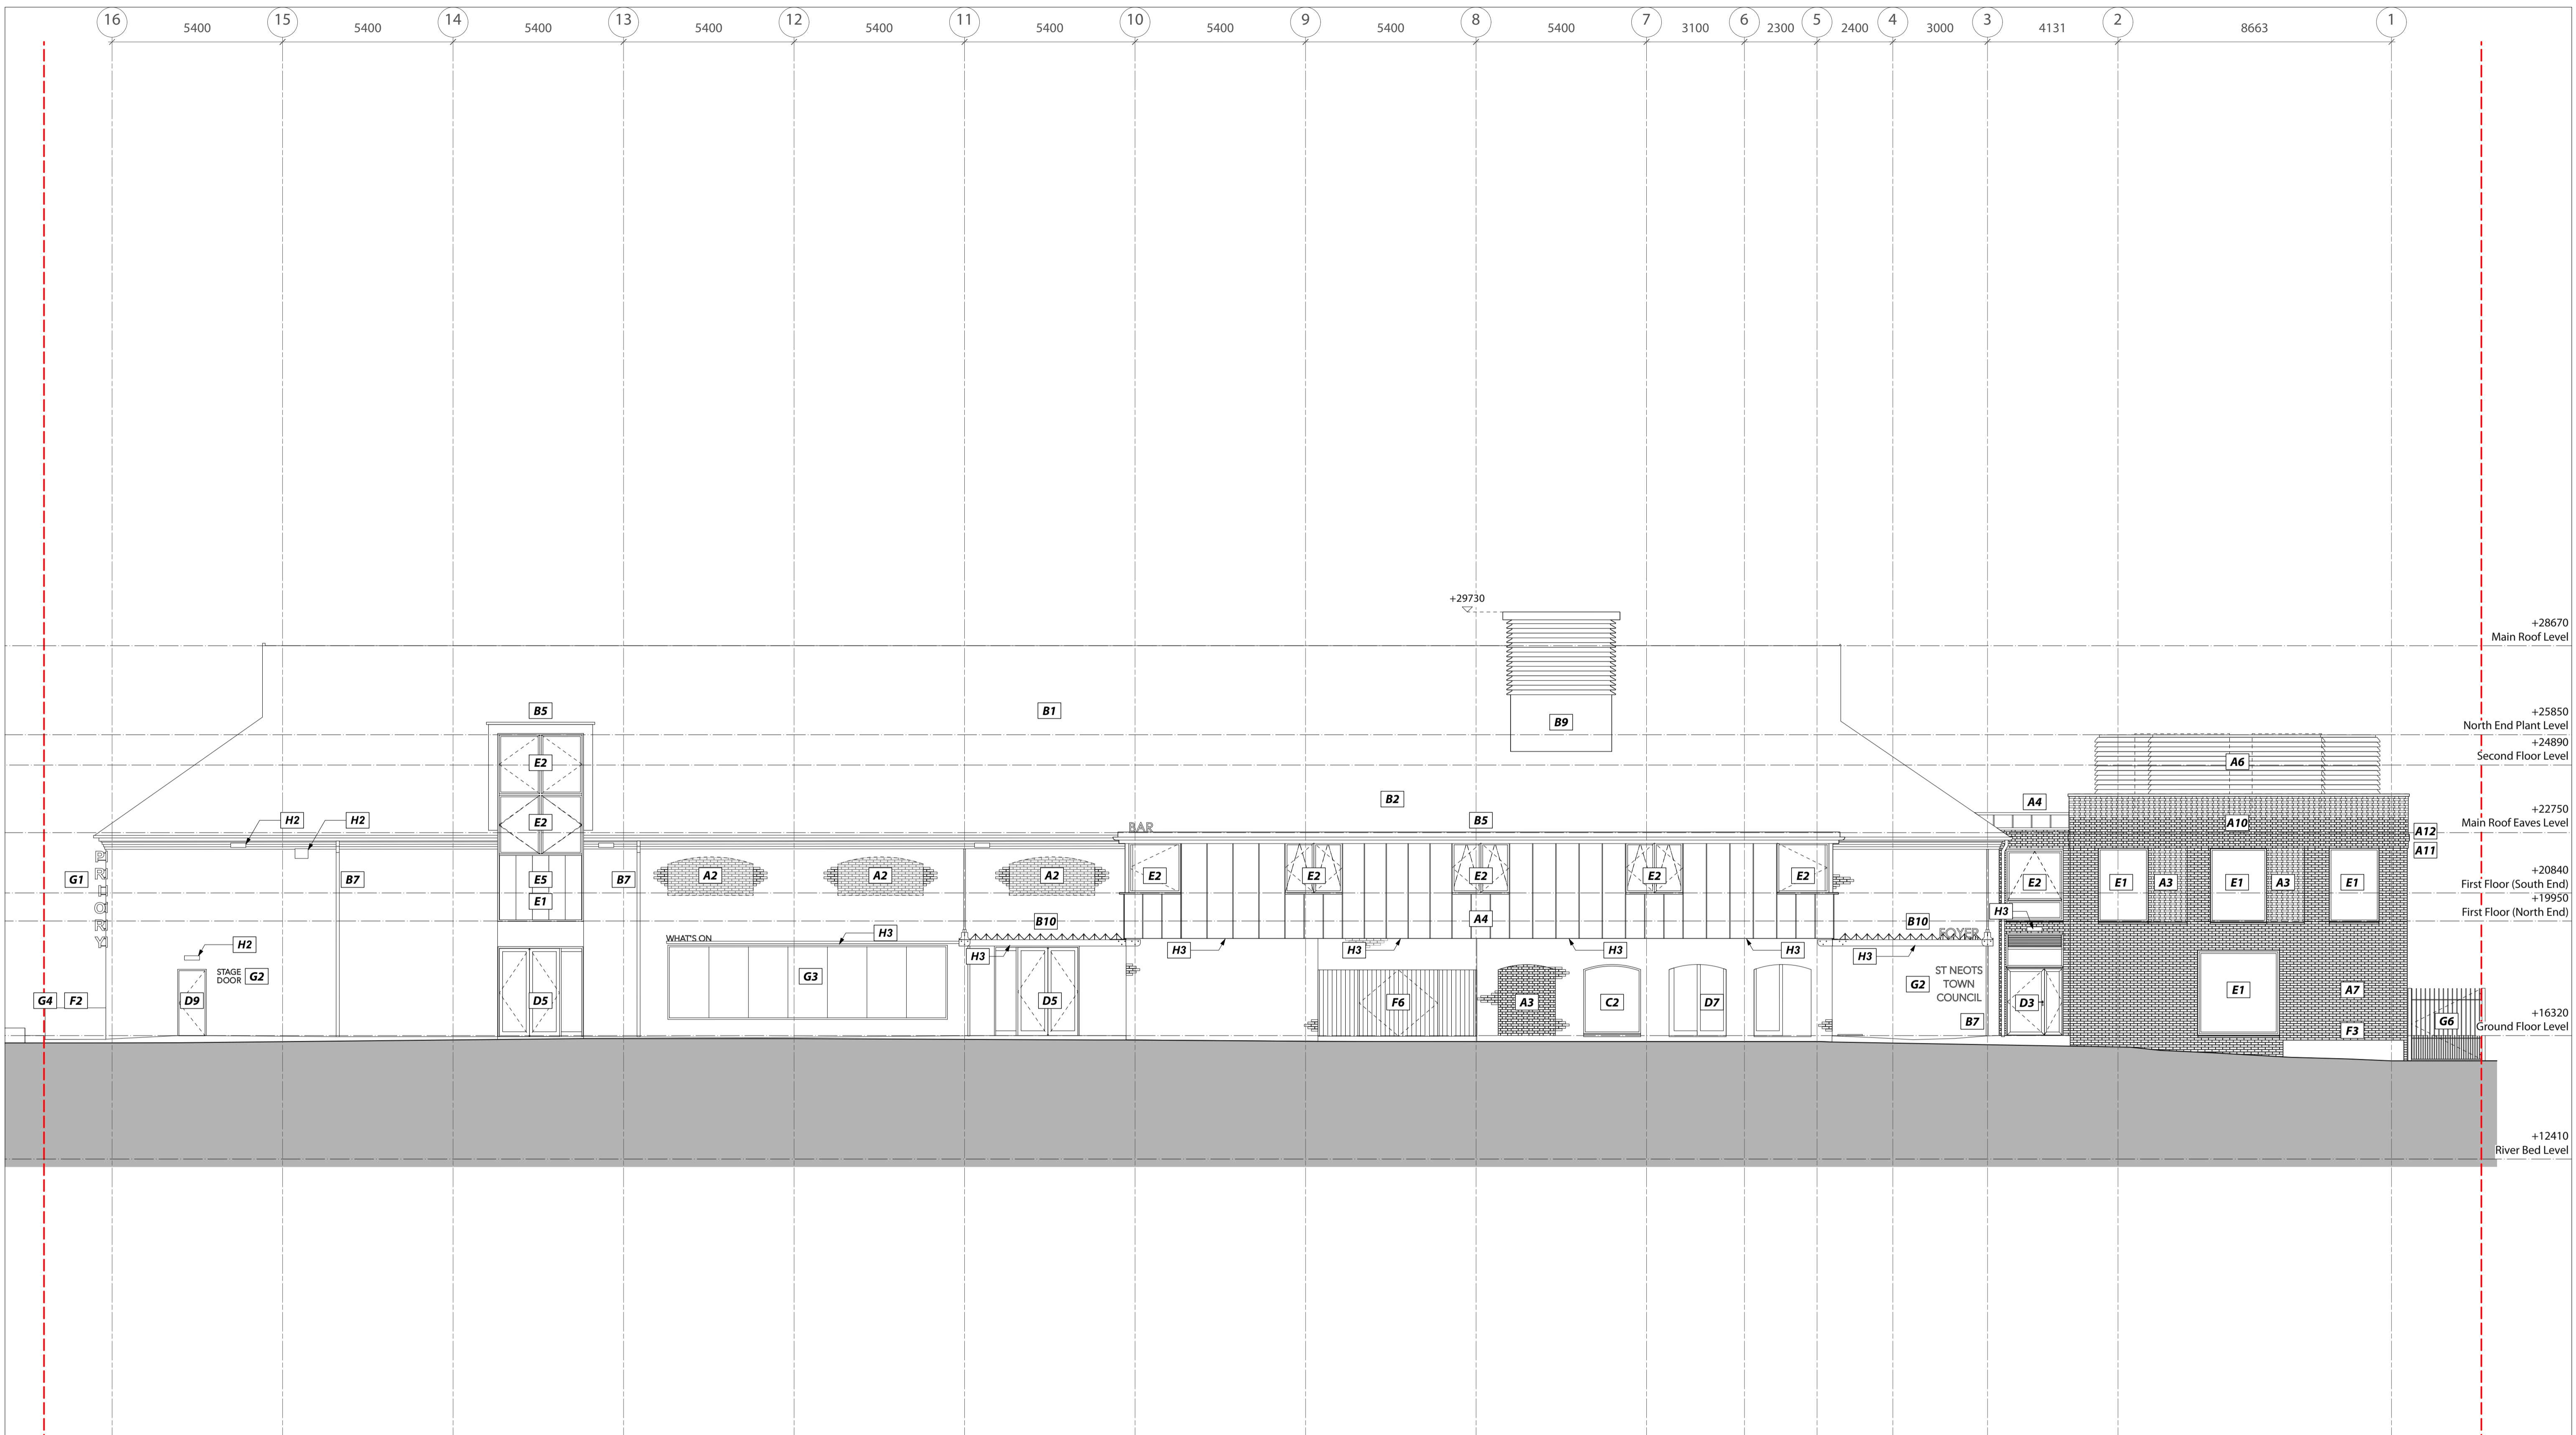 16 15 14 13 12 11 10 9 8 7 6 5 4 3 2 1
5400 5400 5400 5400 5400 5400 5400 5400 5400 3100 2300 2400 3000 4131 8663
+29730
+28670
Main Roof Level
B5 B1 B9
+25850
North End Plant Level
+24890
Second Floor Level
E2 A6
B2 A4
+22750
Main Roof Eaves Level
H2 H2 E2 BAR B5 A10 A12
A11
PRIORY
G1 B7 E5 B7 A2 A2 A2 E2 E2 E2 E2 E2 E2 E1 A3 E1 A3 E1
+20840
First Floor (South End)
+19950
First Floor (North End)
E1 B10 A4 B10 H3
WHAT'S ON H3 FOYER
H2 H3 H3 H3 H3 H3 H3
STAGE
DOOR
G2 G3 G2
ST NEOTS
TOWN
COUNCIL
G4 F2 D9 D5 D5 F6 A3 C2 D7 D3 E1 A7
+16320
Ground Floor Level
B7 F3 G6
+12410
River Bed Level